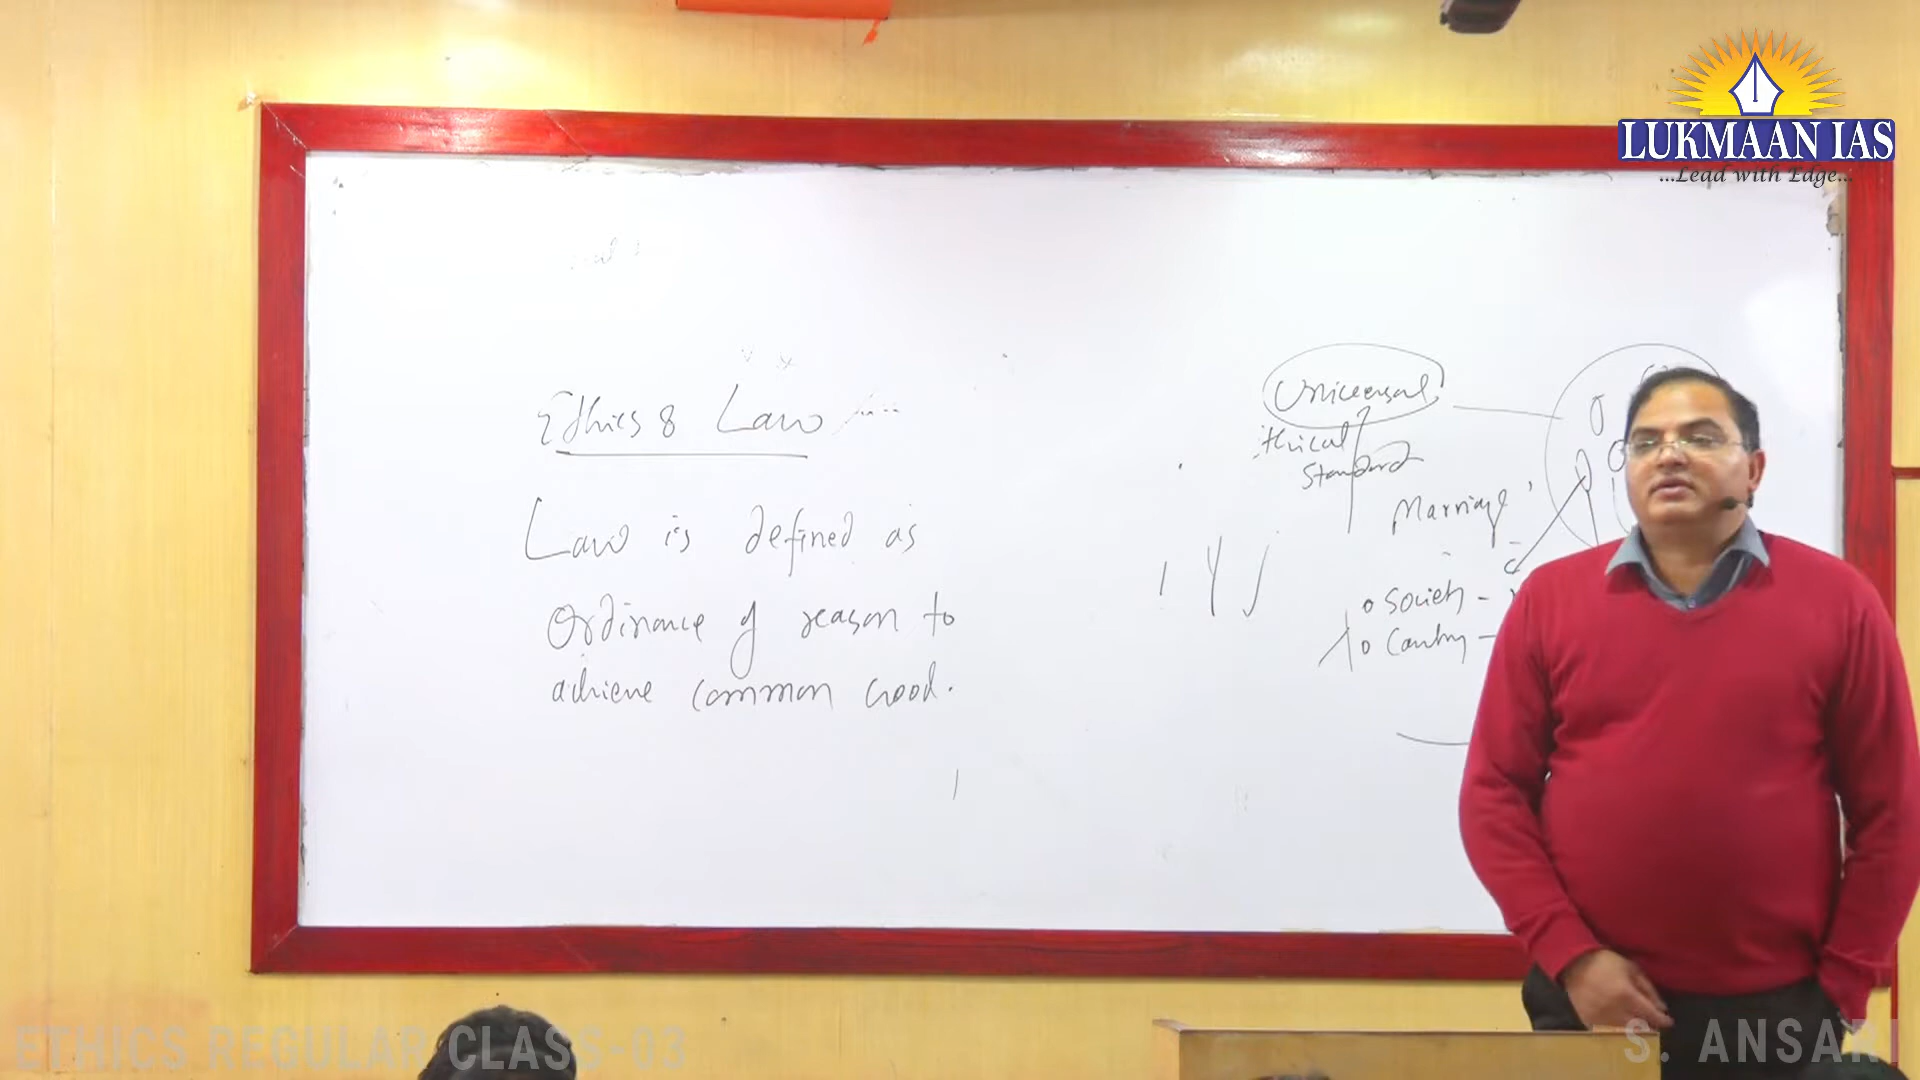 LUKMAAN IAS
...Lead with Edge...
Ethics & Law
Law is defined as
Ordinance of reason to
achieve common Good.
Universal
thical
Standard
Marriage
Society -
Country -
ETHICS REGULAR CLASS-03
S. ANSARI